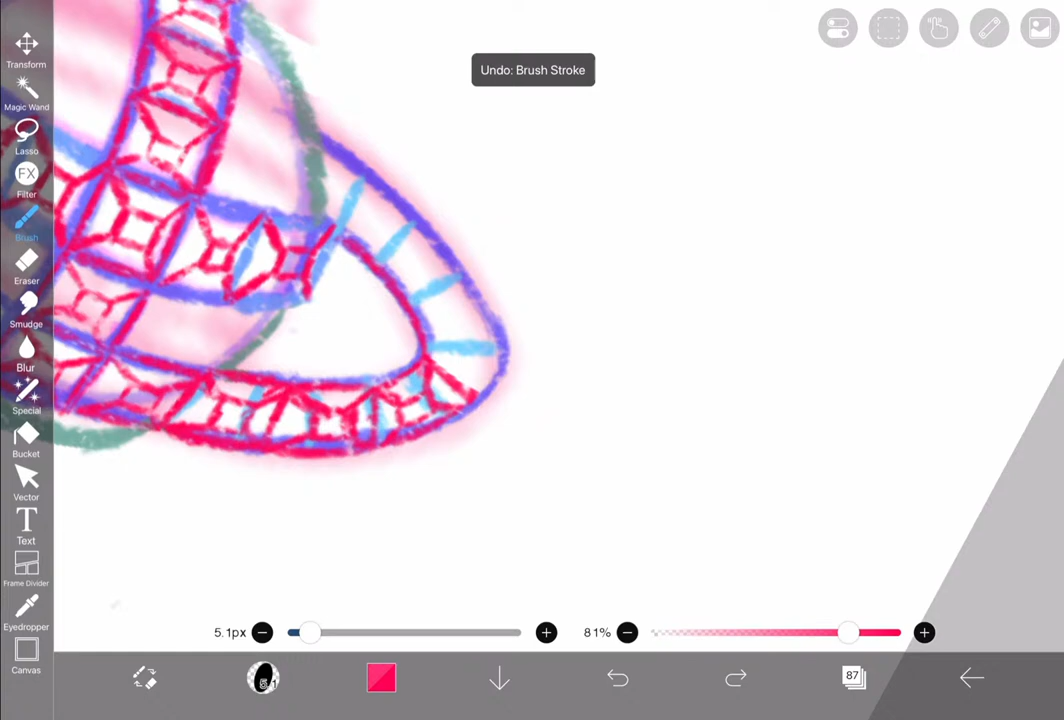 Undo: Brush Stroke
Transform
Magic Wand
Lasso
FX
Filter
Brush
Eraser
Smudge
Blur
Special
Bucket
Vector
T
Text
Frame Divider
Eyedropper
Canvas
5.1px
81%
87